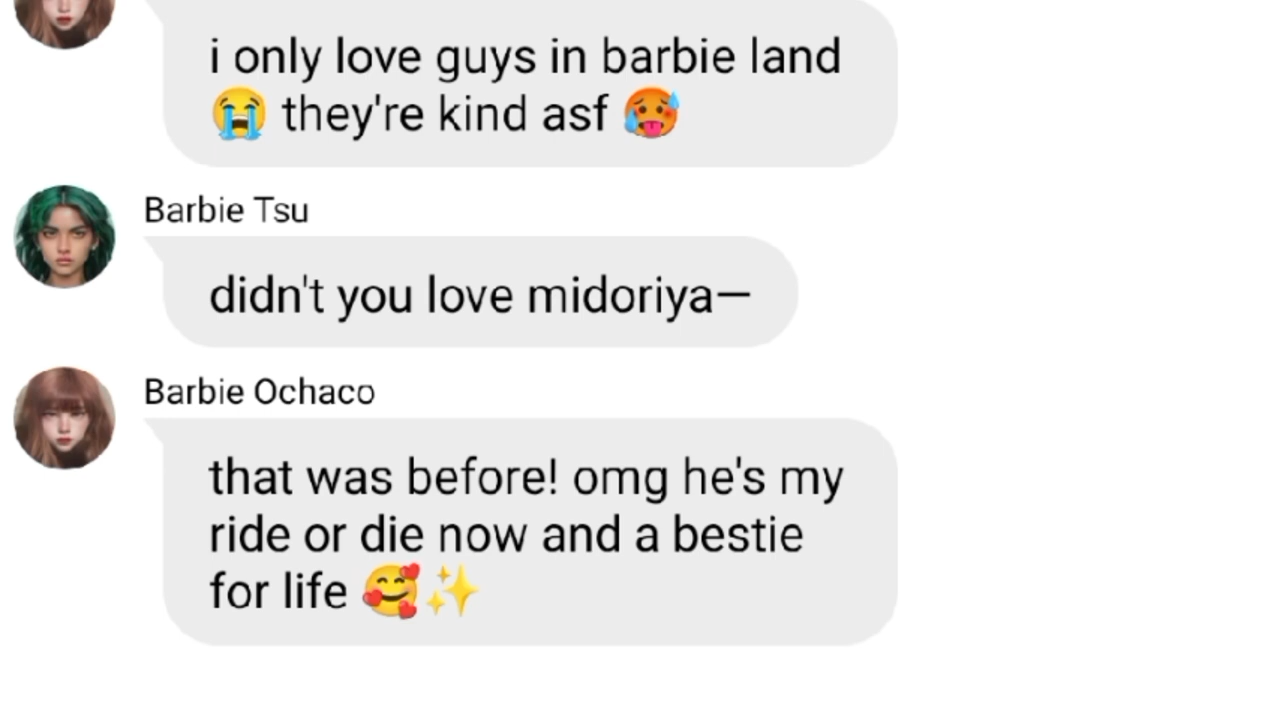 i only love guys in barbie land
😭 they're kind asf 🥵
Barbie Tsu
didn't you love midoriya—
Barbie Ochaco
that was before! omg he's my
ride or die now and a bestie
for life 🥰✨